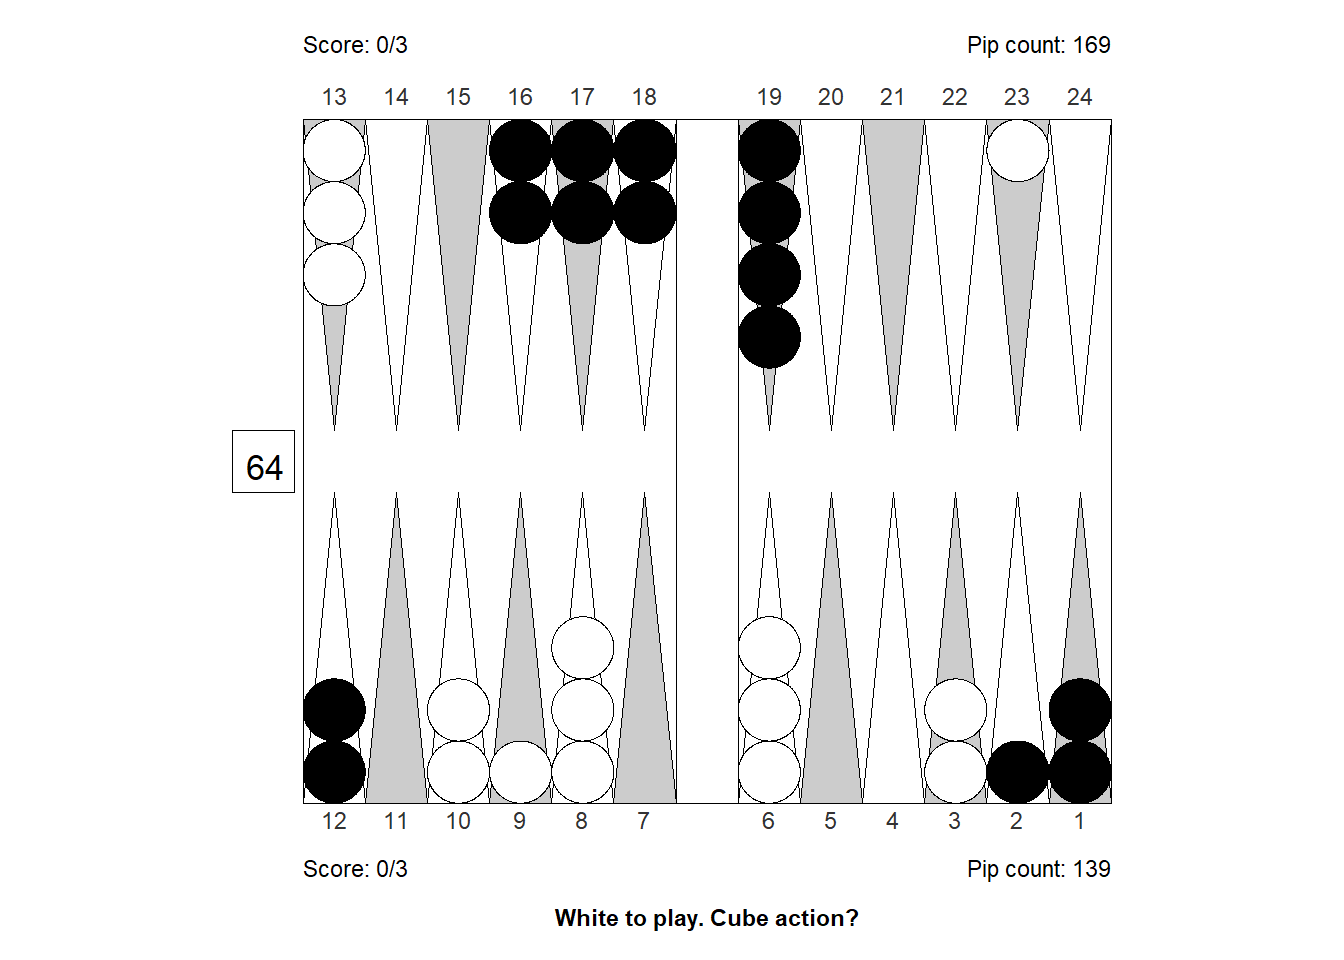 Score: 0/3 Pip count: 169
13 14 15 16 17 18 19 20 21 22 23 24
64
12 11 10 9 8 7 6 5 4 3 2 1
Score: 0/3 Pip count: 139
White to play. Cube action?